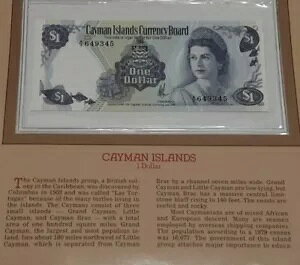 Cayman Islands Currency Board
$1
$1
A/1 649345
One
Dollar
A/1 649345
$1
$1
CAYMAN ISLANDS
1 Dollar
The Cayman Islands group, a British col-
ony in the Caribbean, was discovered by
Columbus in 1503 and was called "Las Tor-
tugas" because of the many turtles living in
the islands. The Caymans consist of three
small islands — Grand Cayman, Little
Cayman, and Cayman Brac — with a total
area of one hundred square miles. Grand
Cayman, the largest and most populous is-
land, lies about 180 miles northwest of
Little Cayman, which is separated from Cayman
Brac by a channel seven miles wide. Grand
Cayman and Little Cayman are low-lying, but
Cayman Brac has a massive central lime-
stone bluff rising to 140 feet. The coasts are
rocked and
Most Caymanians are of mixed African
and European descent. Many are seamen
employed by overseas shipping companies.
The population according to a 1979 census
was 16,677. The government of this island
group attaches major importance to educa-